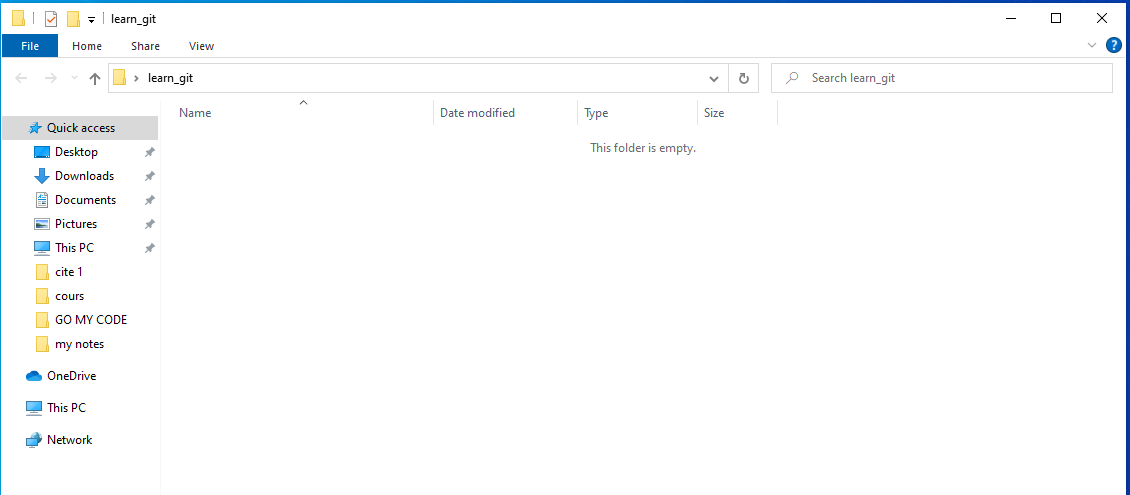 learn_git
File Home Share View
learn_git
Search learn_git
Name Date modified Type Size
This folder is empty.
Quick access
Desktop
Downloads
Documents
Pictures
This PC
cite 1
cours
GO MY CODE
my notes
OneDrive
This PC
Network